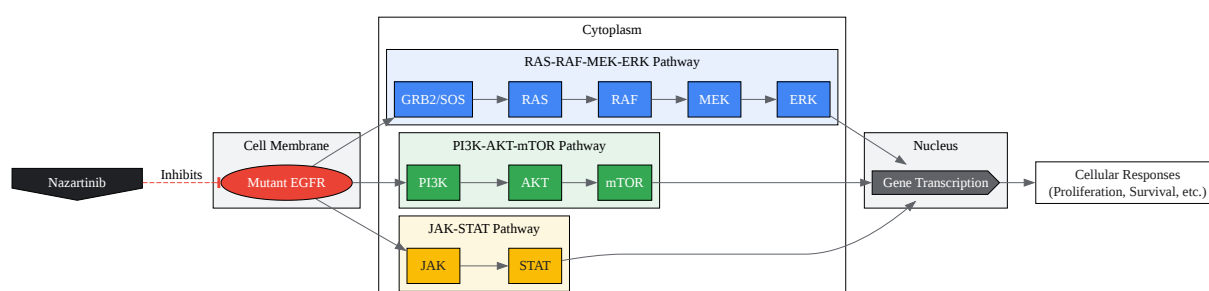 Cytoplasm
RAS-RAF-MEK-ERK Pathway
GRB2/SOS
RAS
RAF
MEK
ERK
Cell Membrane
PI3K-AKT-mTOR Pathway
Nucleus
Nazartinib
Inhibits
Mutant EGFR
PI3K
AKT
mTOR
Gene Transcription
Cellular Responses
(Proliferation, Survival, etc.)
JAK-STAT Pathway
JAK
STAT